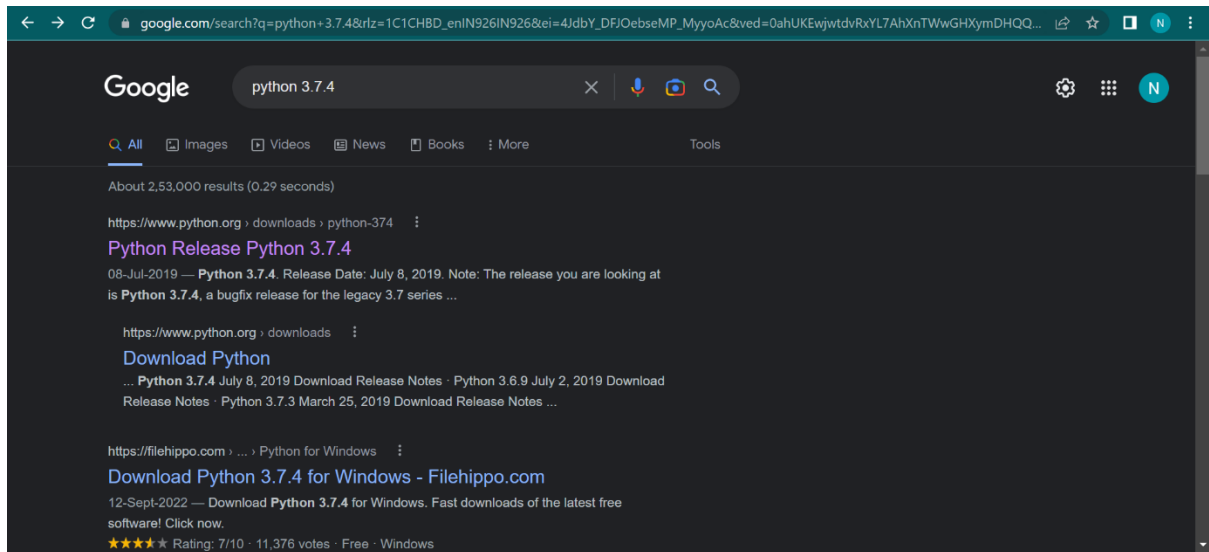 google.com/search?q=python+3.7.4&rlz=1C1CHBD_enIN926IN926&ei=4JdbY_DFJOebseMP_MyyoAc&ved=0ahUKEwjwtdvRxYL7AhXnTWwGHXymDHQQ...
N
Google
python 3.7.4
N
All Images Videos News Books More Tools
About 2,53,000 results (0.29 seconds)
https://www.python.org › downloads › python-374
Python Release Python 3.7.4
08-Jul-2019 — Python 3.7.4. Release Date: July 8, 2019. Note: The release you are looking at
is Python 3.7.4, a bugfix release for the legacy 3.7 series ...
https://www.python.org › downloads
Download Python
... Python 3.7.4 July 8, 2019 Download Release Notes · Python 3.6.9 July 2, 2019 Download
Release Notes · Python 3.7.3 March 25, 2019 Download Release Notes ...
https://filehippo.com › ... › Python for Windows
Download Python 3.7.4 for Windows - Filehippo.com
12-Sept-2022 — Download Python 3.7.4 for Windows. Fast downloads of the latest free
software! Click now.
Rating: 7/10 · 11,376 votes · Free · Windows